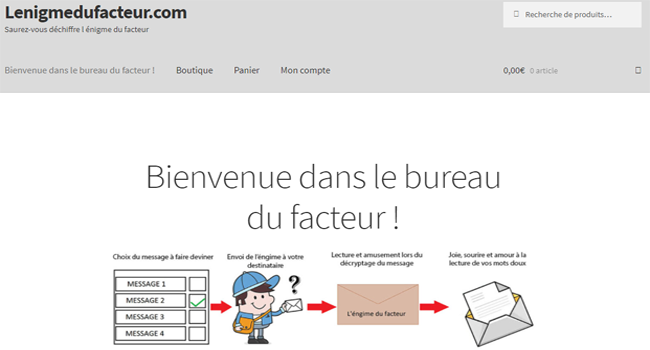 Lenigmedufacteur.com
Saurez-vous déchiffre l énigme du facteur
Recherche de produits…
Bienvenue dans le bureau du facteur !
Boutique
Panier
Mon compte
0,00€ 0 article
Bienvenue dans le bureau
du facteur !
Choix du message à faire deviner
MESSAGE 1
MESSAGE 2
MESSAGE 3
MESSAGE 4
Envoi de l'éngime à votre
destinataire
?
Lecture et amusement lors du
décryptage du message
L'éngime du facteur
Joie, sourire et amour à la
lecture de vos mots doux